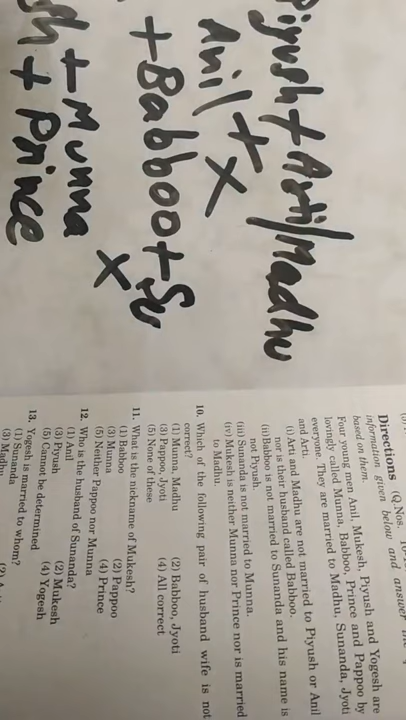 Piyush + Arti/Madhu
Anil + X
+ Babboo + Su
X
+ Munna
h + Prince
Directions (Q.Nos.
information given below and answer
based on them.
Four young men Anil, Mukesh, Piyush and Yogesh are
lovingly called Munna, Babboo, Prince and Pappoo by
everyone. They are married to Madhu, Sunanda, Jyoti
and Arti.
(i) Arti and Madhu are not married to Piyush or Anil
nor is their husband called Babboo.
(ii) Babboo is not married to Sunanda and his name is
not Piyush.
(iii) Sunanda is not married to Munna.
(iv) Mukesh is neither Munna nor Prince nor is married
to Madhu.
10. Which of the following pair of husband wife is not
correct?
(1) Munna, Madhu (2) Babboo, Jyoti
(3) Pappoo, Jyoti (4) All correct
(5) None of these
11. What is the nickname of Mukesh?
(1) Babboo (2) Pappoo
(3) Munna (4) Prince
(5) Neither Pappoo nor Munna
12. Who is the husband of Sunanda?
(1) Anil (2) Mukesh
(3) Piyush (4) Yogesh
(5) Cannot be determined
13. Yogesh is married to whom?
(1) Sunanda
(3) Madhu